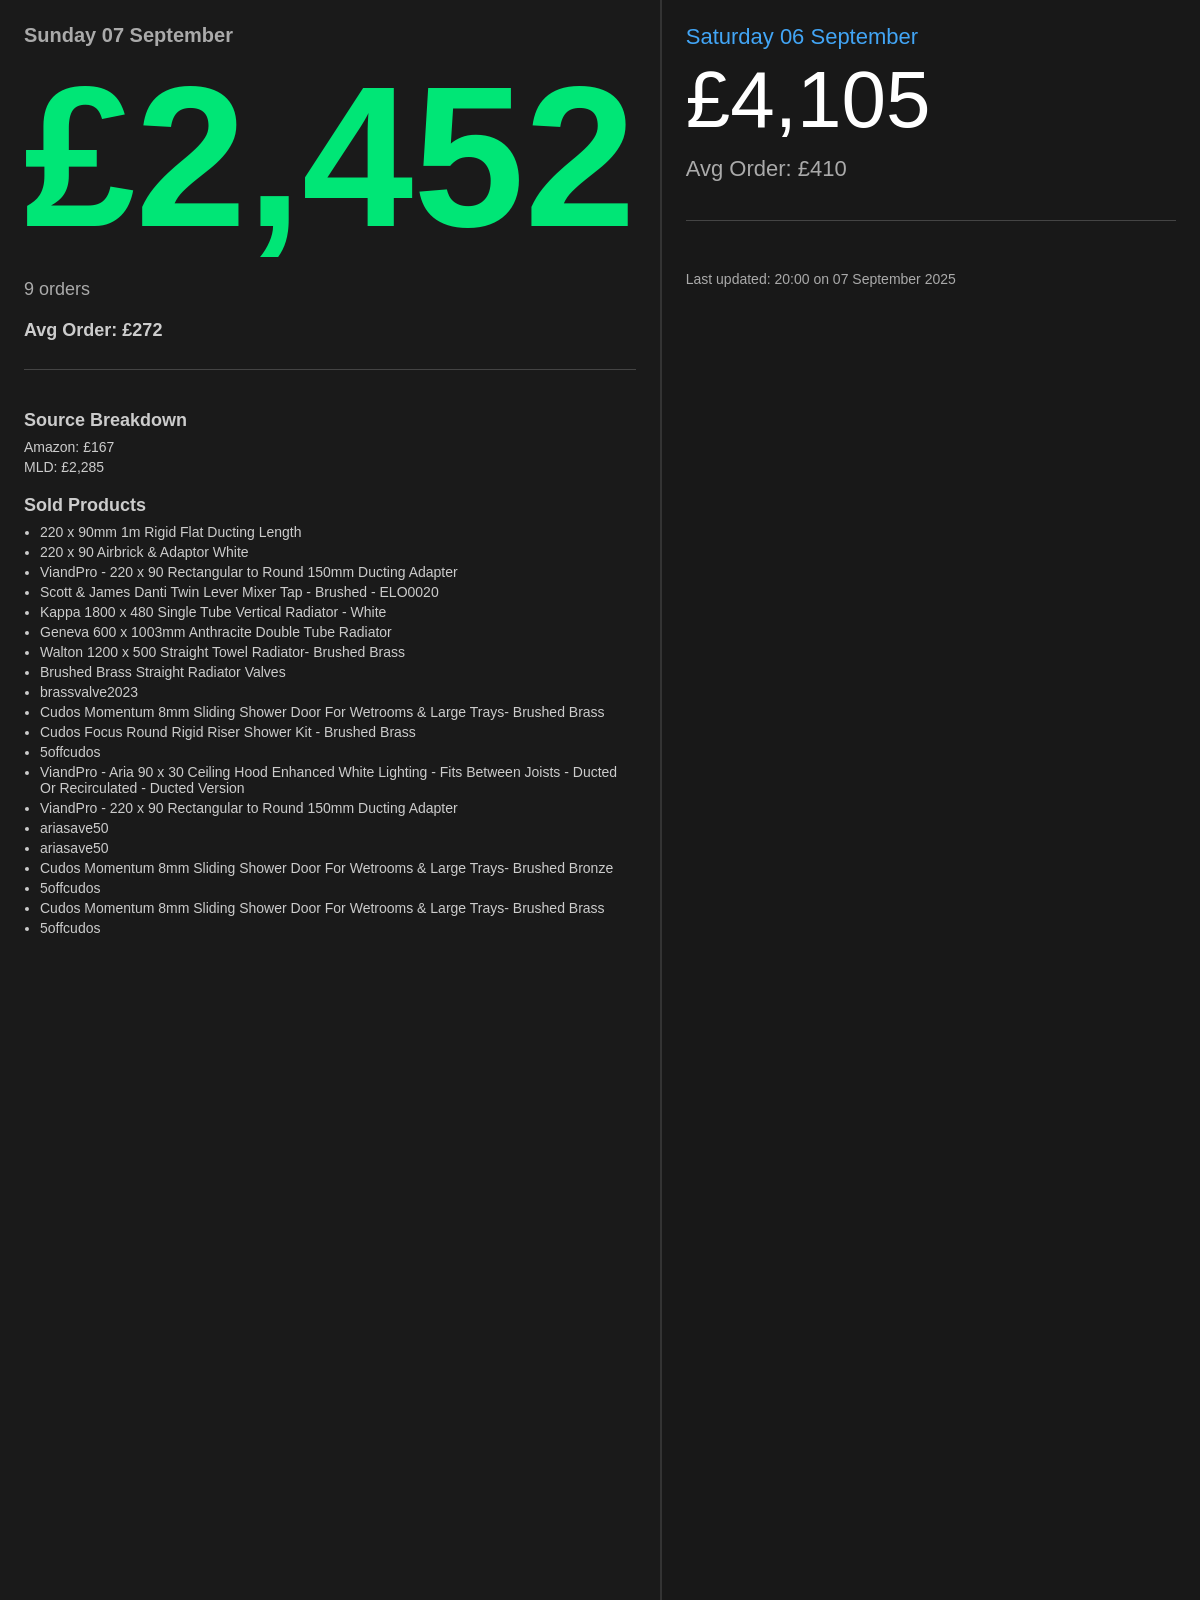 Sunday 07 September
£2,452
9 orders
Avg Order: £272
Source Breakdown
Amazon: £167
MLD: £2,285
Sold Products
• 220 x 90mm 1m Rigid Flat Ducting Length
• 220 x 90 Airbrick & Adaptor White
• ViandPro - 220 x 90 Rectangular to Round 150mm Ducting Adapter
• Scott & James Danti Twin Lever Mixer Tap - Brushed - ELO0020
• Kappa 1800 x 480 Single Tube Vertical Radiator - White
• Geneva 600 x 1003mm Anthracite Double Tube Radiator
• Walton 1200 x 500 Straight Towel Radiator- Brushed Brass
• Brushed Brass Straight Radiator Valves
• brassvalve2023
• Cudos Momentum 8mm Sliding Shower Door For Wetrooms & Large Trays- Brushed Brass
• Cudos Focus Round Rigid Riser Shower Kit - Brushed Brass
• 5offcudos
• ViandPro - Aria 90 x 30 Ceiling Hood Enhanced White Lighting - Fits Between Joists - Ducted
Or Recirculated - Ducted Version
• ViandPro - 220 x 90 Rectangular to Round 150mm Ducting Adapter
• ariasave50
• ariasave50
• Cudos Momentum 8mm Sliding Shower Door For Wetrooms & Large Trays- Brushed Bronze
• 5offcudos
• Cudos Momentum 8mm Sliding Shower Door For Wetrooms & Large Trays- Brushed Brass
• 5offcudos
Saturday 06 September
£4,105
Avg Order: £410
Last updated: 20:00 on 07 September 2025